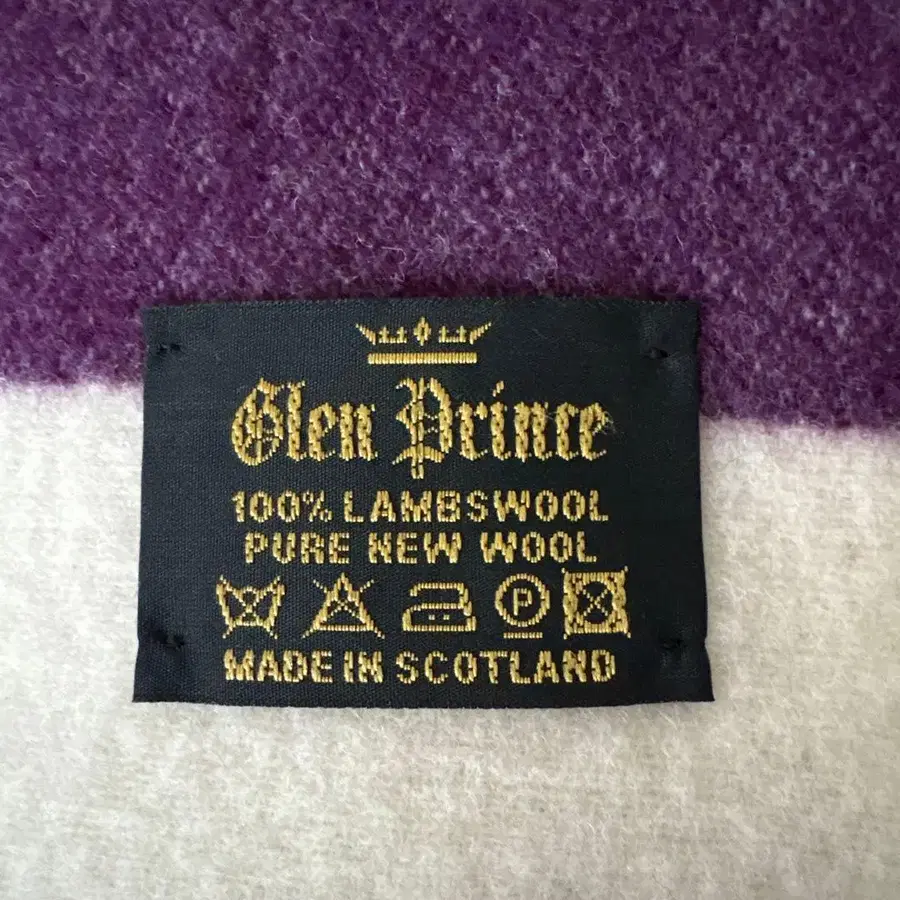 Glen Prince
100% LAMBSWOOL
PURE NEW WOOL
P
MADE IN SCOTLAND